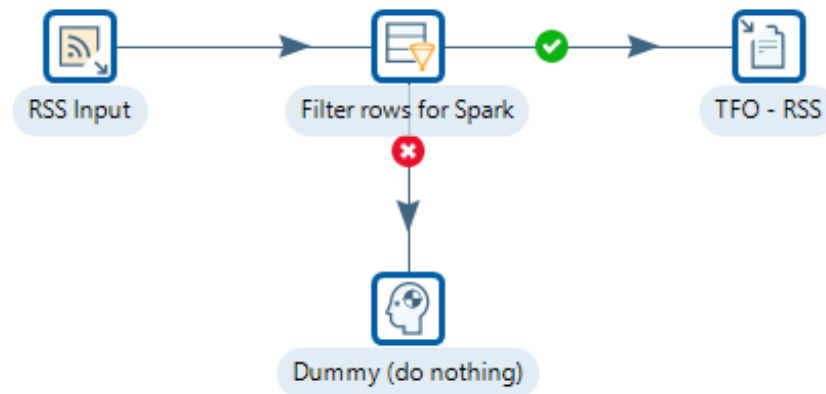 RSS Input
Filter rows for Spark
TFO - RSS
Dummy (do nothing)